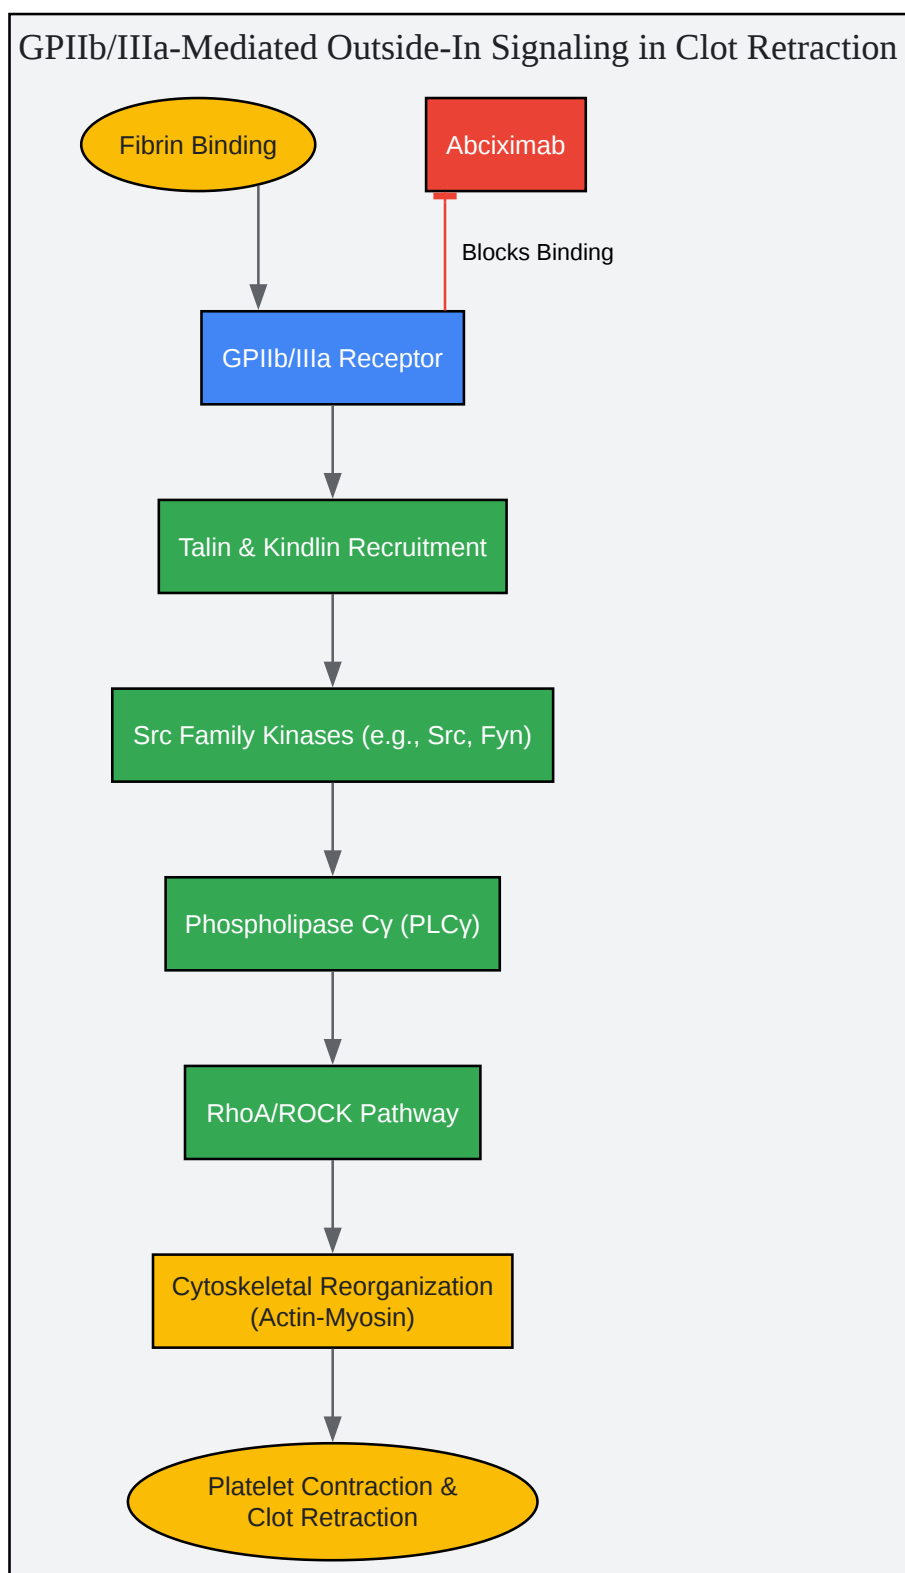 GPIIb/IIIa-Mediated Outside-In Signaling in Clot Retraction
Fibrin Binding
Abciximab
Blocks Binding
GPIIb/IIIa Receptor
Talin & Kindlin Recruitment
Src Family Kinases (e.g., Src, Fyn)
Phospholipase Cγ (PLCγ)
RhoA/ROCK Pathway
Cytoskeletal Reorganization
(Actin-Myosin)
Platelet Contraction &
Clot Retraction